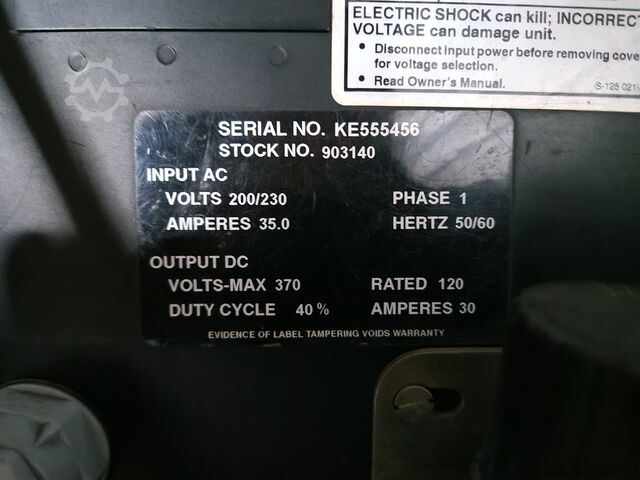 ELECTRIC SHOCK can kill; INCORRECT
VOLTAGE can damage unit.
• Disconnect input power before removing cove
for voltage selection.
• Read Owner's Manual.
S-125 021-
SERIAL NO. KE555456
STOCK NO. 903140
INPUT AC
VOLTS 200/230 PHASE 1
AMPERES 35.0 HERTZ 50/60
OUTPUT DC
VOLTS-MAX 370 RATED 120
DUTY CYCLE 40 % AMPERES 30
EVIDENCE OF LABEL TAMPERING VOIDS WARRANTY